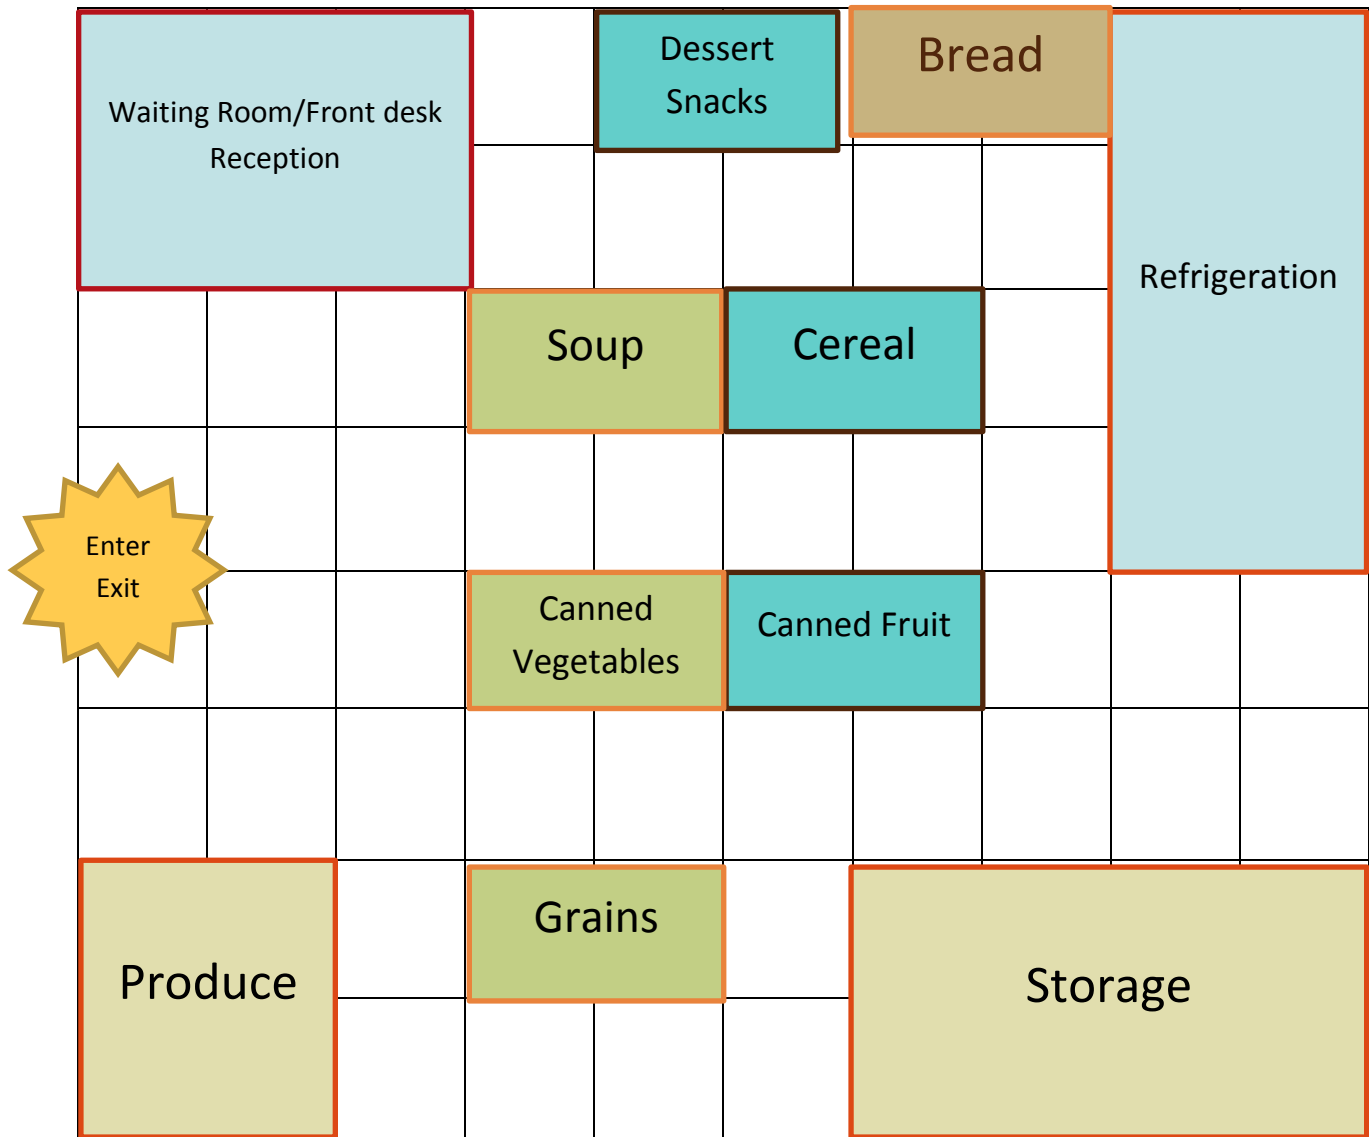 Waiting Room/Front desk
Reception
Dessert
Snacks
Bread
Refrigeration
Soup
Cereal
Enter
Exit
Canned
Vegetables
Canned Fruit
Produce
Grains
Storage